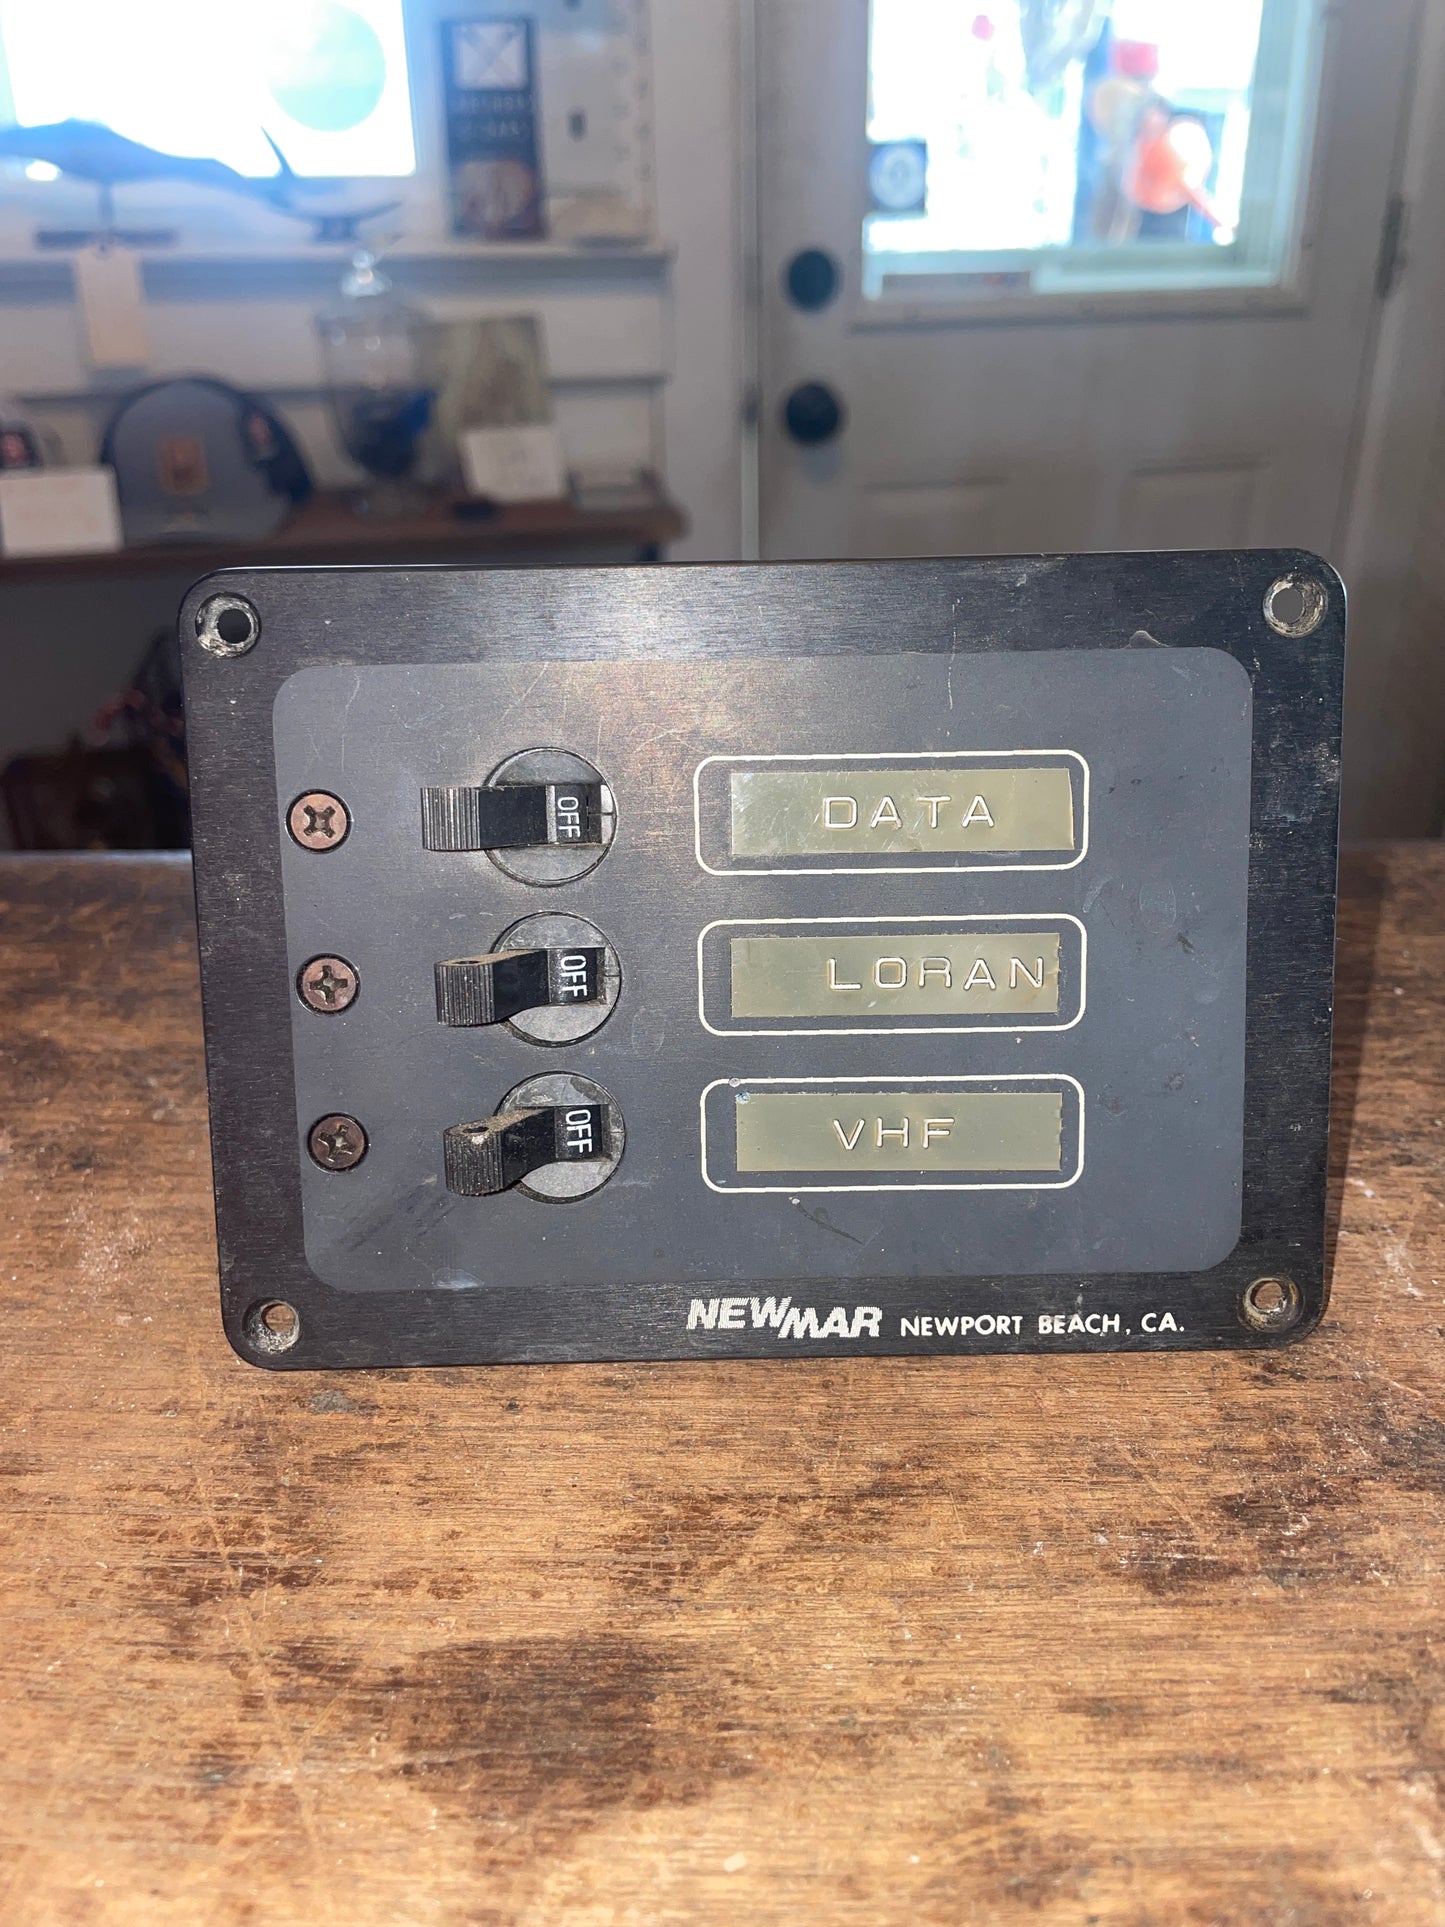 OFF
DATA
OFF
LORAN
OFF
VHF
NEWMAR NEWPORT BEACH, CA.